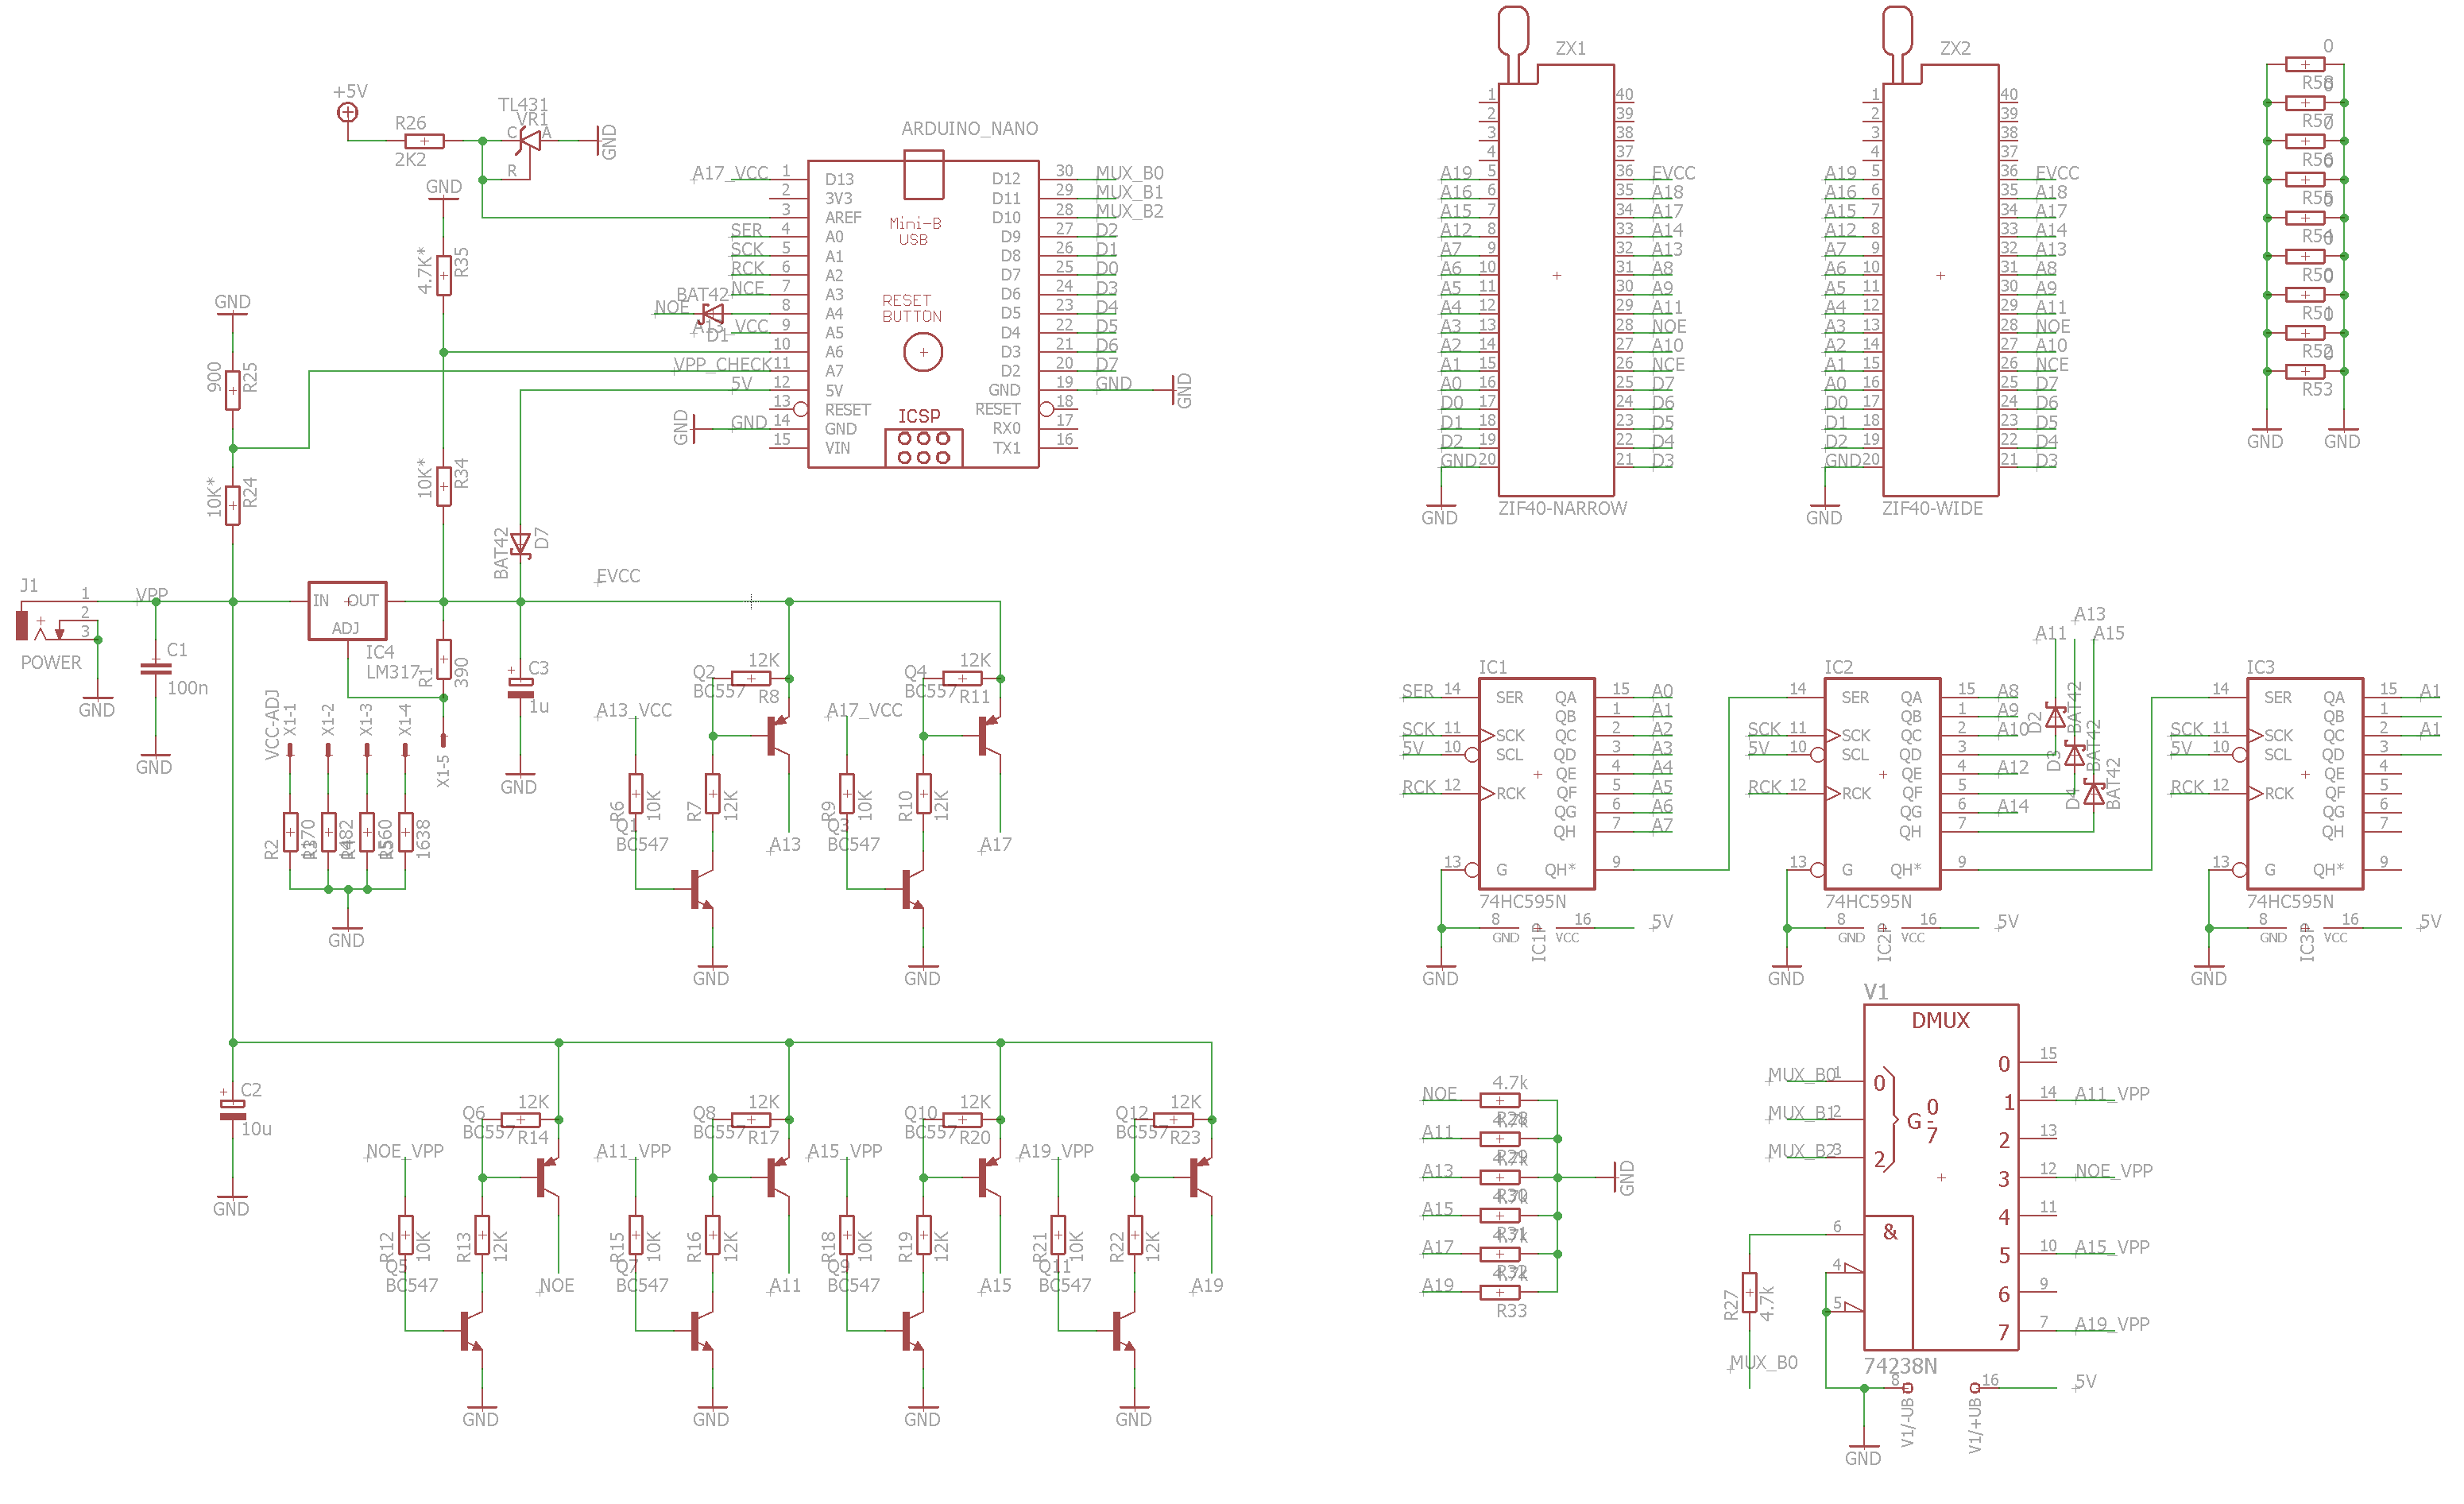 +5V
R26
2K2
TL431
VR1
C
A
R
GND
GND
4.7K*
R35
GND
900
R25
10K*
R24
10K*
R34
ARDUINO_NANO
A17_VCC 1 D13
2 3V3
3 AREF
SER 4 A0
SCK 5 A1
RCK 6 A2
NCE 7 A3
NOE BAT42 8 A4
A13_VCC 9 A5
D1
10 A6
VPP_CHECK 11 A7
5V 12 5V
13 RESET
GND GND 14 GND
15 VIN
Mini-B
USB
RESET
BUTTON
ICSP
D12 30 MUX_B0
D11 29 MUX_B1
D10 28 MUX_B2
D9 27 D2
D8 26 D1
D7 25 D0
D6 24 D3
D5 23 D4
D4 22 D5
D3 21 D6
D2 20 D7
GND 19 GND GND
RESET 18
RX0 17
TX1 16
BAT42
D7
EVCC
J1
POWER
1
2
3
VPP
GND
C1
100n
GND
IN OUT
ADJ
IC4
LM317
R1
390
C3
1u
GND
VCC-ADJ
X1-1
X1-2
X1-3
X1-4
X1-5
R2
1638
GND
Q2
BC557
12K
R8
A13_VCC
R6
10K
R7
12K
Q1
BC547
A13
GND
Q4
BC557
12K
R11
A17_VCC
R9
10K
R10
12K
Q3
BC547
A17
GND
C2
10u
GND
Q6
BC557
12K
R14
NOE_VPP
R12
10K
R13
12K
Q5
BC547
NOE
GND
Q8
BC557
12K
R17
A11_VPP
R15
10K
R16
12K
Q7
BC547
A11
GND
Q10
BC557
12K
R20
A15_VPP
R18
10K
R19
12K
Q9
BC547
A15
GND
Q12
BC557
12K
R23
A19_VPP
R21
10K
R22
12K
Q11
BC547
A19
GND
ZX1
1 40
2 39
3 38
4 37
A19 5 36 EVCC
A16 6 35 A18
A15 7 34 A17
A12 8 33 A14
A7 9 32 A13
A6 10 31 A8
A5 11 30 A9
A4 12 29 A11
A3 13 28 NOE
A2 14 27 A10
A1 15 26 NCE
A0 16 25 D7
D0 17 24 D6
D1 18 23 D5
D2 19 22 D4
GND 20 21 D3
GND
ZIF40-NARROW
ZX2
1 40
2 39
3 38
4 37
A19 5 36 EVCC
A16 6 35 A18
A15 7 34 A17
A12 8 33 A14
A7 9 32 A13
A6 10 31 A8
A5 11 30 A9
A4 12 29 A11
A3 13 28 NOE
A2 14 27 A10
A1 15 26 NCE
A0 16 25 D7
D0 17 24 D6
D1 18 23 D5
D2 19 22 D4
GND 20 21 D3
GND
ZIF40-WIDE
0
R58
R57
R56
R55
R54
R50
R51
R52
R53
GND
GND
IC1
SER 14 SER QA 15 A0
QB 1 A1
SCK 11 SCK QC 2 A2
5V 10 SCL QD 3 A3
QE 4 A4
RCK 12 RCK QF 5 A5
QG 6 A6
QH 7 A7
13 G QH* 9
74HC595N
8 GND IC1P 16 VCC 5V
GND
IC2
14 SER QA 15 A8
QB 1 A9
SCK 11 SCK QC 2 A10
5V 10 SCL QD 3
QE 4 A12
RCK 12 RCK QF 5
QG 6 A14
QH 7
13 G QH* 9
74HC595N
8 GND IC2P 16 VCC 5V
GND
A11
A13
A15
D2
BAT42
D3
BAT42
D4
BAT42
IC3
14 SER QA 15 A1
QB 1
SCK 11 SCK QC 2 A1
5V 10 SCL QD 3
QE 4
RCK 12 RCK QF 5
QG 6
QH 7
13 G QH* 9
74HC595N
8 GND IC3P 16 VCC 5V
GND
NOE 4.7k
R28
A11
R29
A13
R30
A15
R31
A17
R32
A19
R33
GND
V1
DMUX
MUX_B0 1 0
MUX_B1 2
MUX_B2 3 2
G 0
7
0 15
1 14 A11_VPP
2 13
3 12 NOE_VPP
4 11
5 10 A15_VPP
6 9
7 7 A19_VPP
6 &
4
5
R27
4.7k
MUX_B0
74238N
8
16
5V
V1/-UB
V1/+UB
GND